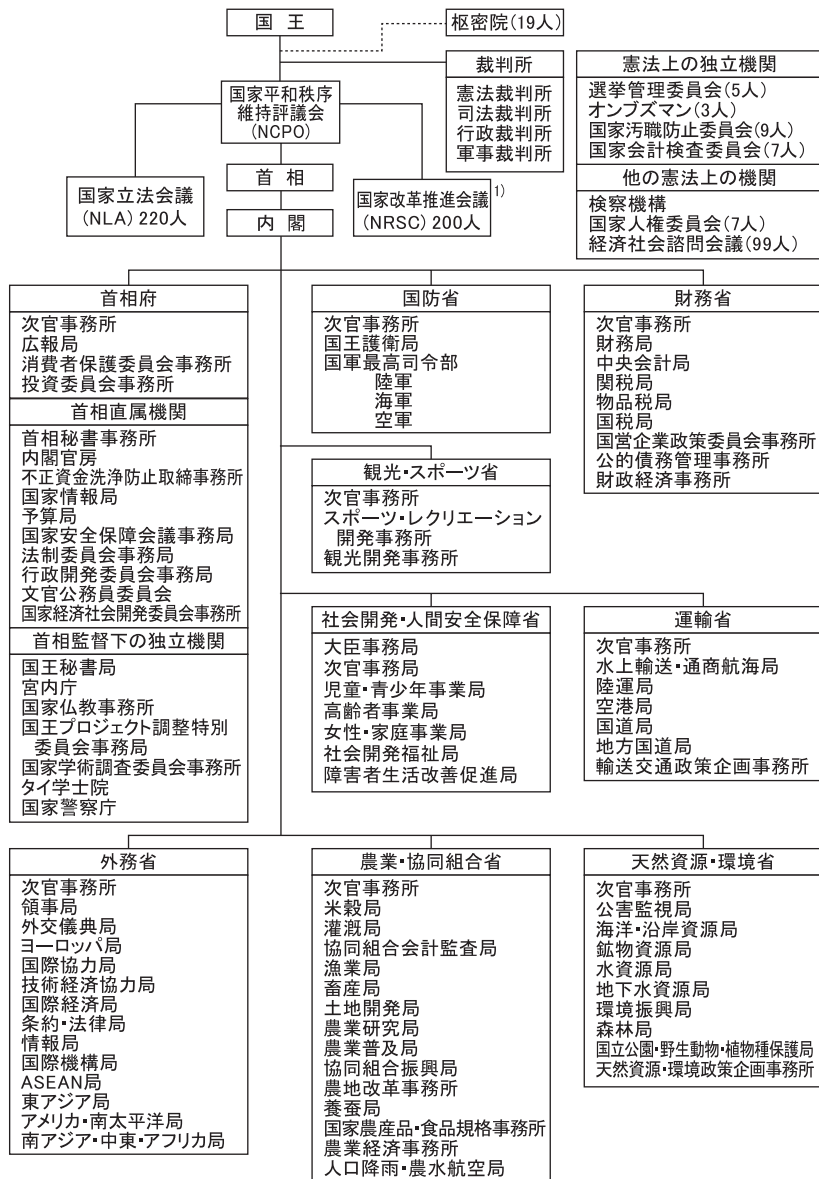 国王
枢密院(19人)
国家平和秩序
維持評議会
(NCPO)
裁判所
憲法裁判所
司法裁判所
行政裁判所
軍事裁判所
憲法上の独立機関
選挙管理委員会(5人)
オンブズマン(3人)
国家汚職防止委員会(9人)
国家会計検査委員会(7人)
他の憲法上の機関
検察機構
国家人権委員会(7人)
経済社会諮問会議(99人)
国家立法会議
(NLA) 220人
首相
内閣
国家改革推進会議1)
(NRSC) 200人
首相府
次官事務所
広報局
消費者保護委員会事務所
投資委員会事務所
首相直属機関
首相秘書事務所
内閣官房
不正資金洗浄防止取締事務所
国家情報局
予算局
国家安全保障会議事務局
法制委員会事務局
行政開発委員会事務局
文官公務員委員会
国家経済社会開発委員会事務所
首相監督下の独立機関
国王秘書局
宮内庁
国家仏教事務所
国王プロジェクト調整特別
委員会事務局
国家学術調査委員会事務所
タイ学士院
国家警察庁
国防省
次官事務所
国王護衛局
国軍最高司令部
陸軍
海軍
空軍
財務省
次官事務所
財務局
中央会計局
関税局
物品税局
国税局
国営企業政策委員会事務所
公的債務管理事務所
財政経済事務所
観光・スポーツ省
次官事務所
スポーツ・レクリエーション
開発事務所
観光開発事務所
社会開発・人間安全保障省
大臣事務局
次官事務局
児童・青少年事業局
高齢者事業局
女性・家庭事業局
社会開発福祉局
障害者生活改善促進局
運輸省
次官事務所
水上輸送・通商航海局
陸運局
空港局
国道局
地方国道局
輸送交通政策企画事務所
外務省
次官事務所
領事局
外交儀典局
ヨーロッパ局
国際協力局
技術経済協力局
国際経済局
条約・法律局
情報局
国際機構局
ASEAN局
東アジア局
アメリカ・南太平洋局
南アジア・中東・アフリカ局
農業・協同組合省
次官事務所
米穀局
灌漑局
協同組合会計監査局
漁業局
畜産局
土地開発局
農業研究局
農業普及局
協同組合振興局
農地改革事務所
養蚕局
国家農産品・食品規格事務所
農業経済事務所
人口降雨・農水航空局
天然資源・環境省
次官事務所
公害監視局
海洋・沿岸資源局
鉱物資源局
水資源局
地下水資源局
環境振興局
森林局
国立公園・野生動物・植物種保護局
天然資源・環境政策企画事務所